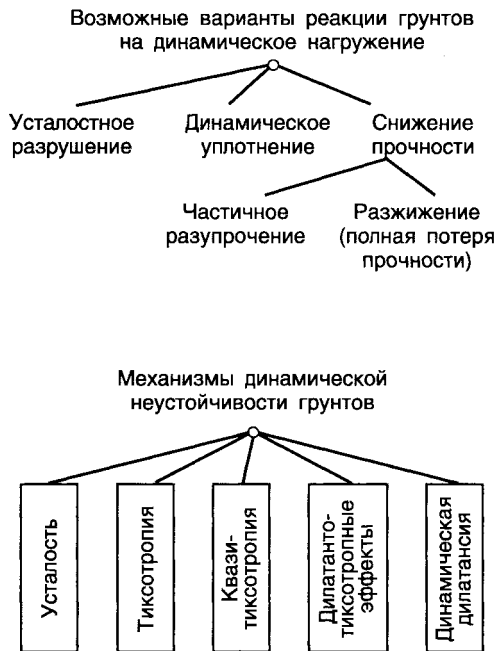 Возможные варианты реакции грунтов
на динамическое нагружение
Усталостное
разрушение
Динамическое
уплотнение
Снижение
прочности
Частичное
разупрочение
Разжижение
(полная потеря
прочности)
Механизмы динамической
неустойчивости грунтов
Усталость
Тиксотропия
Квази-
тиксотропия
Дилатанто-
тиксотропные
эффекты
Динамическая
дилатансия